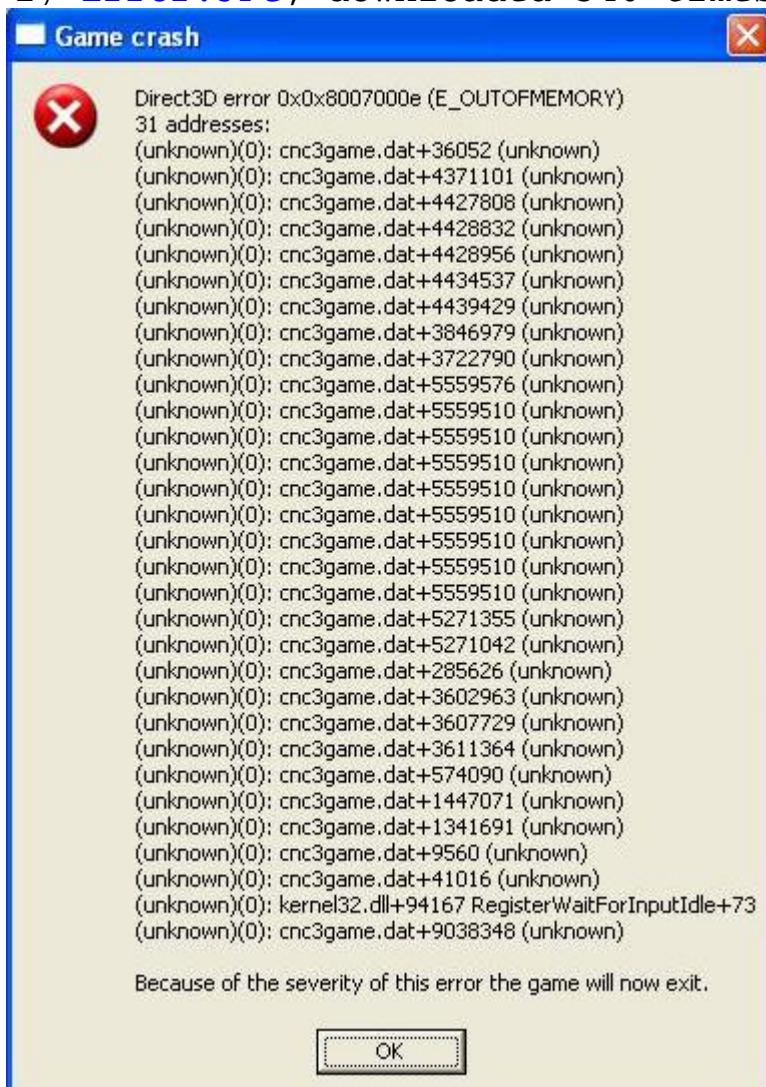 Game crash
Direct3D error 0x0x8007000e (E_OUTOFMEMORY)
31 addresses:
(unknown)(0): cnc3game.dat+36052 (unknown)
(unknown)(0): cnc3game.dat+4371101 (unknown)
(unknown)(0): cnc3game.dat+4427808 (unknown)
(unknown)(0): cnc3game.dat+4428832 (unknown)
(unknown)(0): cnc3game.dat+4428956 (unknown)
(unknown)(0): cnc3game.dat+4434537 (unknown)
(unknown)(0): cnc3game.dat+4439429 (unknown)
(unknown)(0): cnc3game.dat+3846979 (unknown)
(unknown)(0): cnc3game.dat+3722790 (unknown)
(unknown)(0): cnc3game.dat+5559576 (unknown)
(unknown)(0): cnc3game.dat+5559510 (unknown)
(unknown)(0): cnc3game.dat+5559510 (unknown)
(unknown)(0): cnc3game.dat+5559510 (unknown)
(unknown)(0): cnc3game.dat+5559510 (unknown)
(unknown)(0): cnc3game.dat+5559510 (unknown)
(unknown)(0): cnc3game.dat+5559510 (unknown)
(unknown)(0): cnc3game.dat+5559510 (unknown)
(unknown)(0): cnc3game.dat+5559510 (unknown)
(unknown)(0): cnc3game.dat+5271355 (unknown)
(unknown)(0): cnc3game.dat+5271042 (unknown)
(unknown)(0): cnc3game.dat+285626 (unknown)
(unknown)(0): cnc3game.dat+3602963 (unknown)
(unknown)(0): cnc3game.dat+3607729 (unknown)
(unknown)(0): cnc3game.dat+3611364 (unknown)
(unknown)(0): cnc3game.dat+574090 (unknown)
(unknown)(0): cnc3game.dat+1447071 (unknown)
(unknown)(0): cnc3game.dat+1341691 (unknown)
(unknown)(0): cnc3game.dat+9560 (unknown)
(unknown)(0): cnc3game.dat+41016 (unknown)
(unknown)(0): kernel32.dll+94167 RegisterWaitForInputIdle+73
(unknown)(0): cnc3game.dat+9038348 (unknown)
Because of the severity of this error the game will now exit.
OK